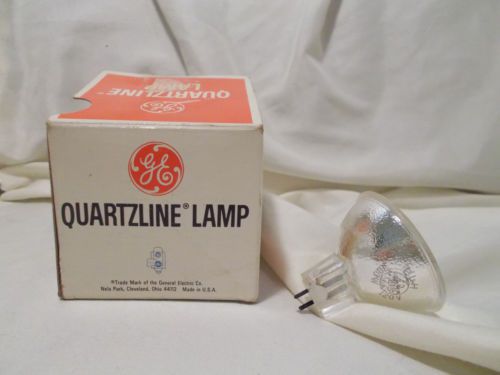 QUARTZLINE
LAMP
GE
GE
QUARTZLINE® LAMP
®Trade Mark of the General Electric Co.
Nela Park, Cleveland, Ohio 44112 Made in U.S.A.